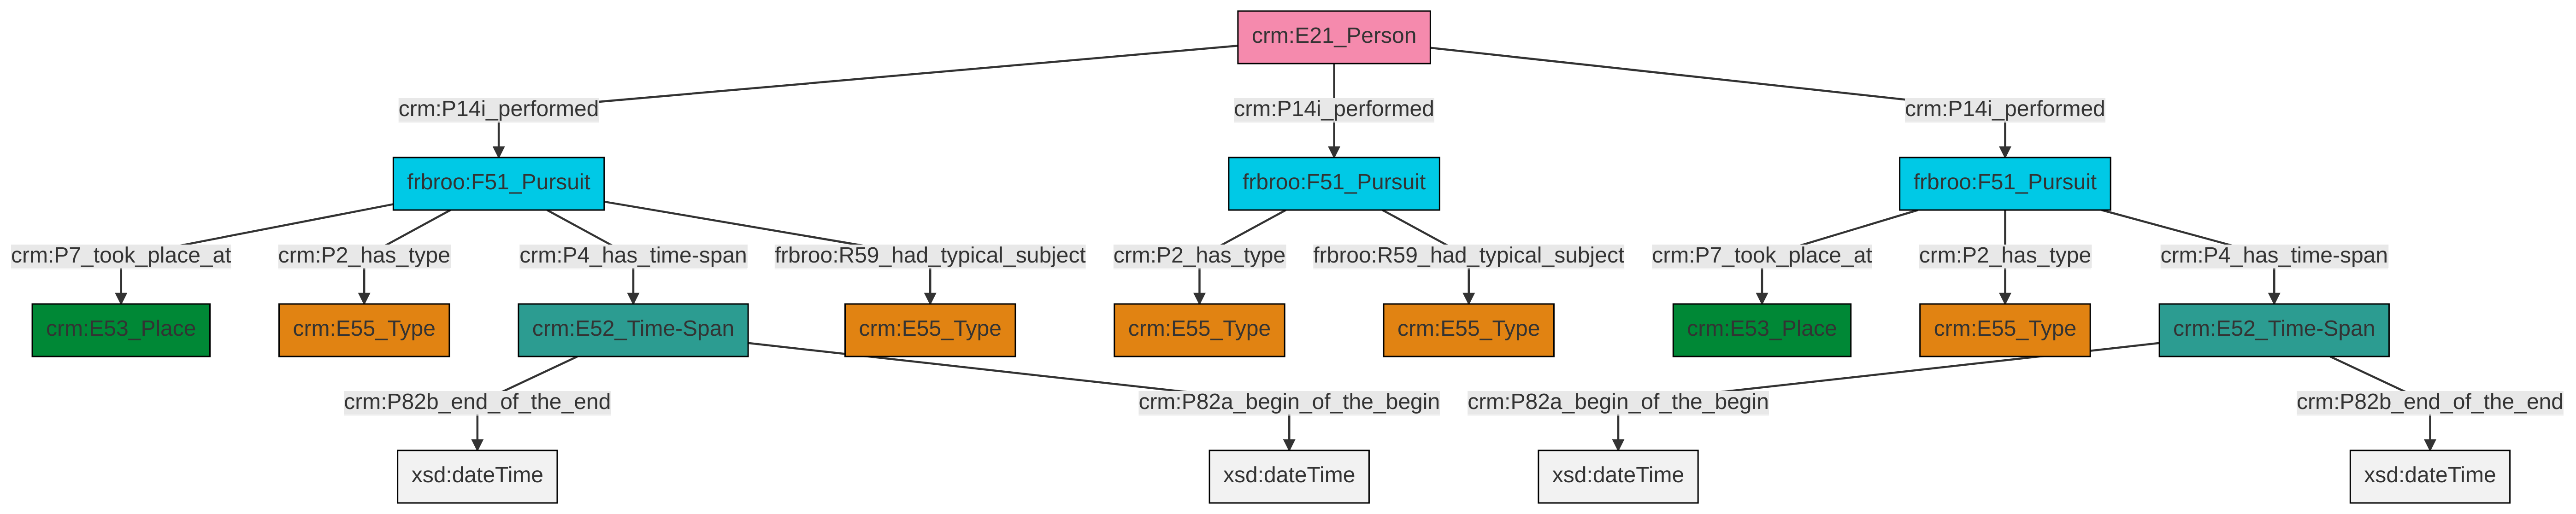 crm:E21_Person
crm:P14i_performed crm:P14i_performed crm:P14i_performed
frbroo:F51_Pursuit frbroo:F51_Pursuit frbroo:F51_Pursuit
crm:P7_took_place_at crm:P2_has_type crm:P4_has_time-span frbroo:R59_had_typical_subject crm:P2_has_type frbroo:R59_had_typical_subject crm:P7_took_place_at crm:P2_has_type crm:P4_has_time-span
crm:E53_Place crm:E55_Type crm:E52_Time-Span crm:E55_Type crm:E55_Type crm:E55_Type crm:E53_Place crm:E55_Type crm:E52_Time-Span
crm:P82b_end_of_the_end crm:P82a_begin_of_the_begin crm:P82a_begin_of_the_begin crm:P82b_end_of_the_end
xsd:dateTime xsd:dateTime xsd:dateTime xsd:dateTime